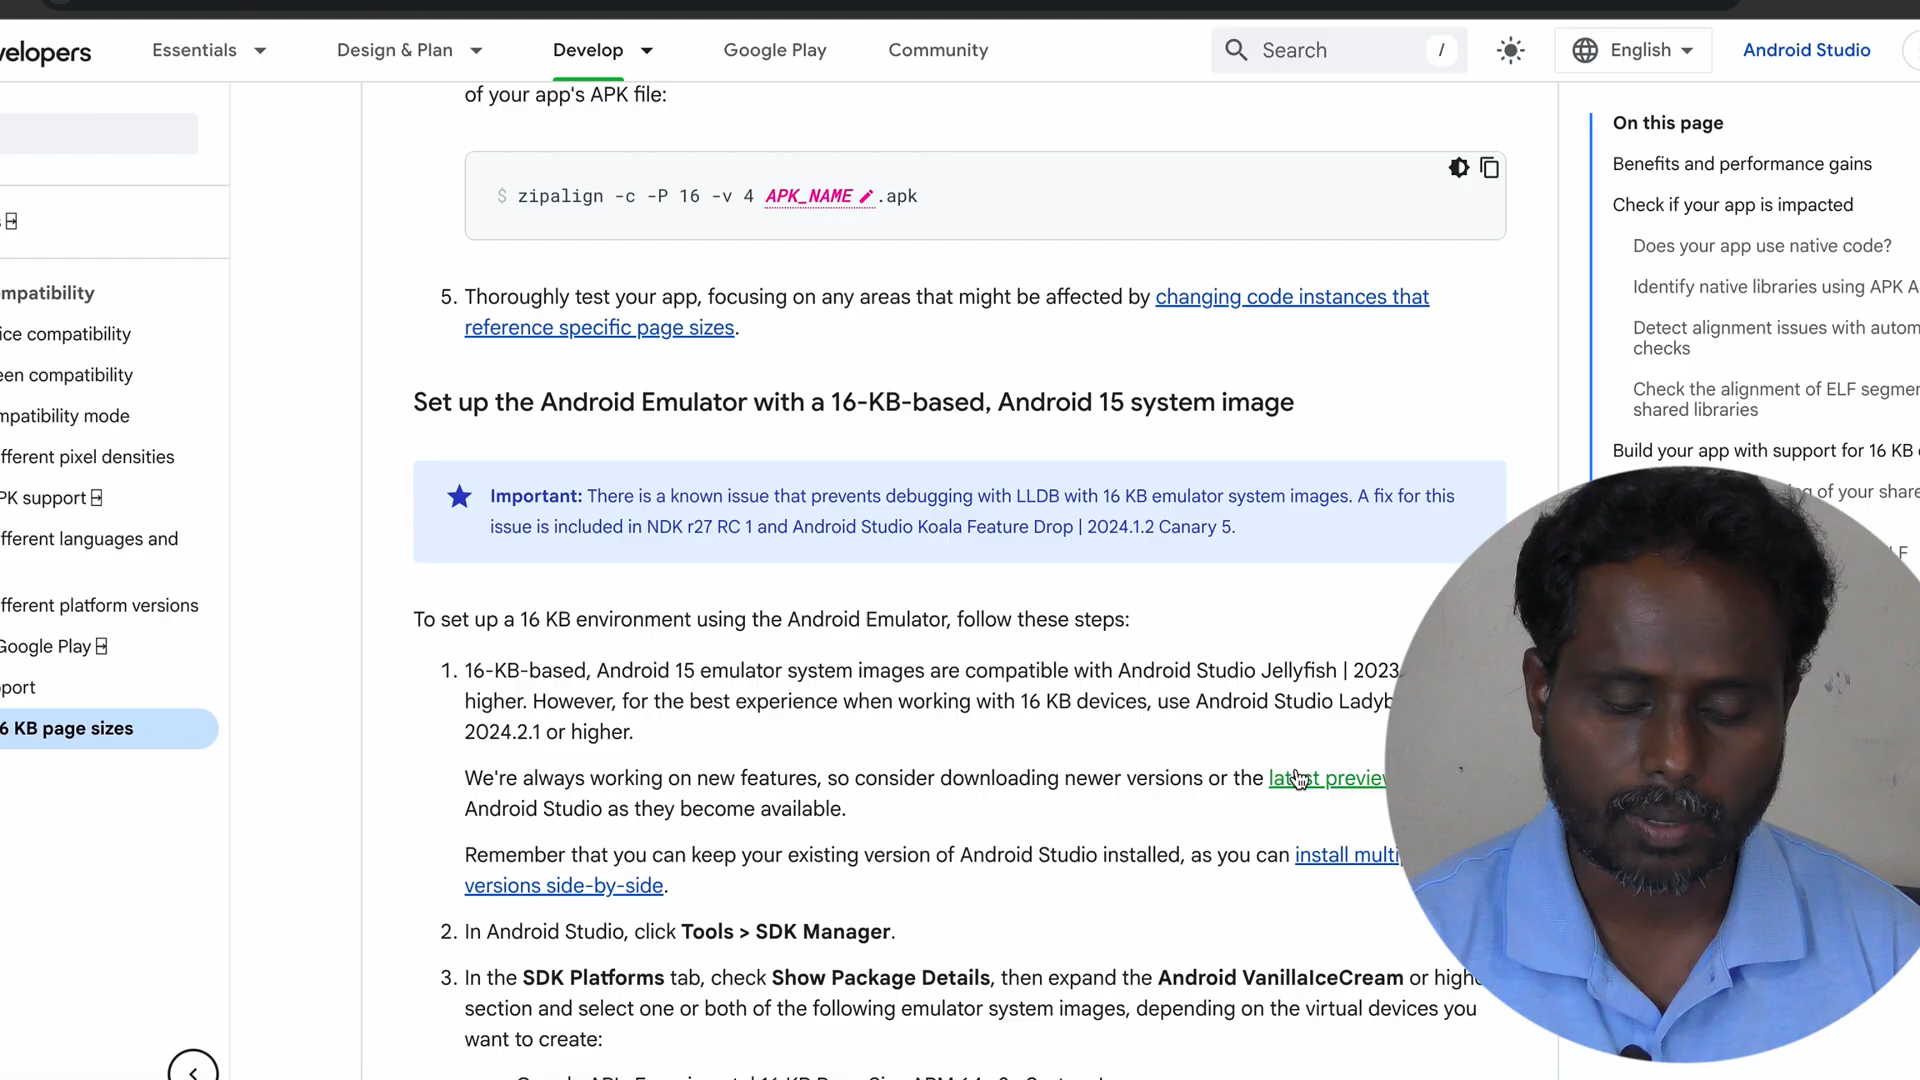 velopers
Essentials
Design & Plan
Develop
Google Play
Community
Search
/
English
Android Studio
of your app's APK file:
$ zipalign -c -P 16 -v 4 APK_NAME .apk
5. Thoroughly test your app, focusing on any areas that might be affected by changing code instances that
reference specific page sizes.
Set up the Android Emulator with a 16-KB-based, Android 15 system image
Important: There is a known issue that prevents debugging with LLDB with 16 KB emulator system images. A fix for this
issue is included in NDK r27 RC 1 and Android Studio Koala Feature Drop | 2024.1.2 Canary 5.
To set up a 16 KB environment using the Android Emulator, follow these steps:
1. 16-KB-based, Android 15 emulator system images are compatible with Android Studio Jellyfish | 2023
higher. However, for the best experience when working with 16 KB devices, use Android Studio Ladyb
2024.2.1 or higher.
We're always working on new features, so consider downloading newer versions or the latest preview
Android Studio as they become available.
Remember that you can keep your existing version of Android Studio installed, as you can install multi
versions side-by-side.
2. In Android Studio, click Tools > SDK Manager.
3. In the SDK Platforms tab, check Show Package Details, then expand the Android VanillaIceCream or highe
section and select one or both of the following emulator system images, depending on the virtual devices you
want to create:
s
mpatibility
ice compatibility
een compatibility
mpatibility mode
fferent pixel densities
PK support
fferent languages and
fferent platform versions
Google Play
port
6 KB page sizes
On this page
Benefits and performance gains
Check if your app is impacted
Does your app use native code?
Identify native libraries using APK A
Detect alignment issues with autom
checks
Check the alignment of ELF segmen
shared libraries
Build your app with support for 16 KB
g of your share
LF